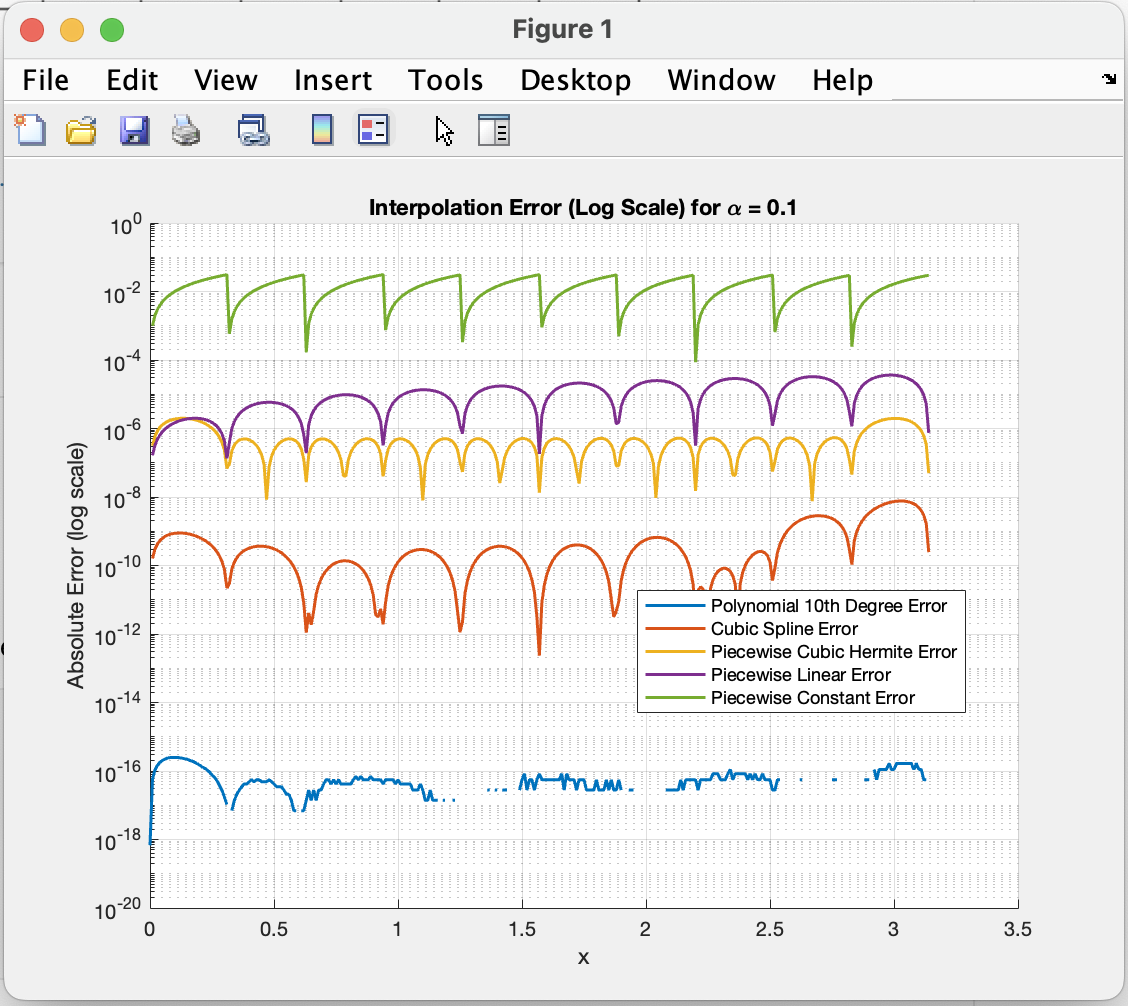 Figure 1
File Edit View Insert Tools Desktop Window Help
Interpolation Error (Log Scale) for α = 0.1
10^0
10^-2
10^-4
10^-6
10^-8
10^-10
10^-12
10^-14
10^-16
10^-18
10^-20
Absolute Error (log scale)
Polynomial 10th Degree Error
Cubic Spline Error
Piecewise Cubic Hermite Error
Piecewise Linear Error
Piecewise Constant Error
0 0.5 1 1.5 2 2.5 3 3.5
x